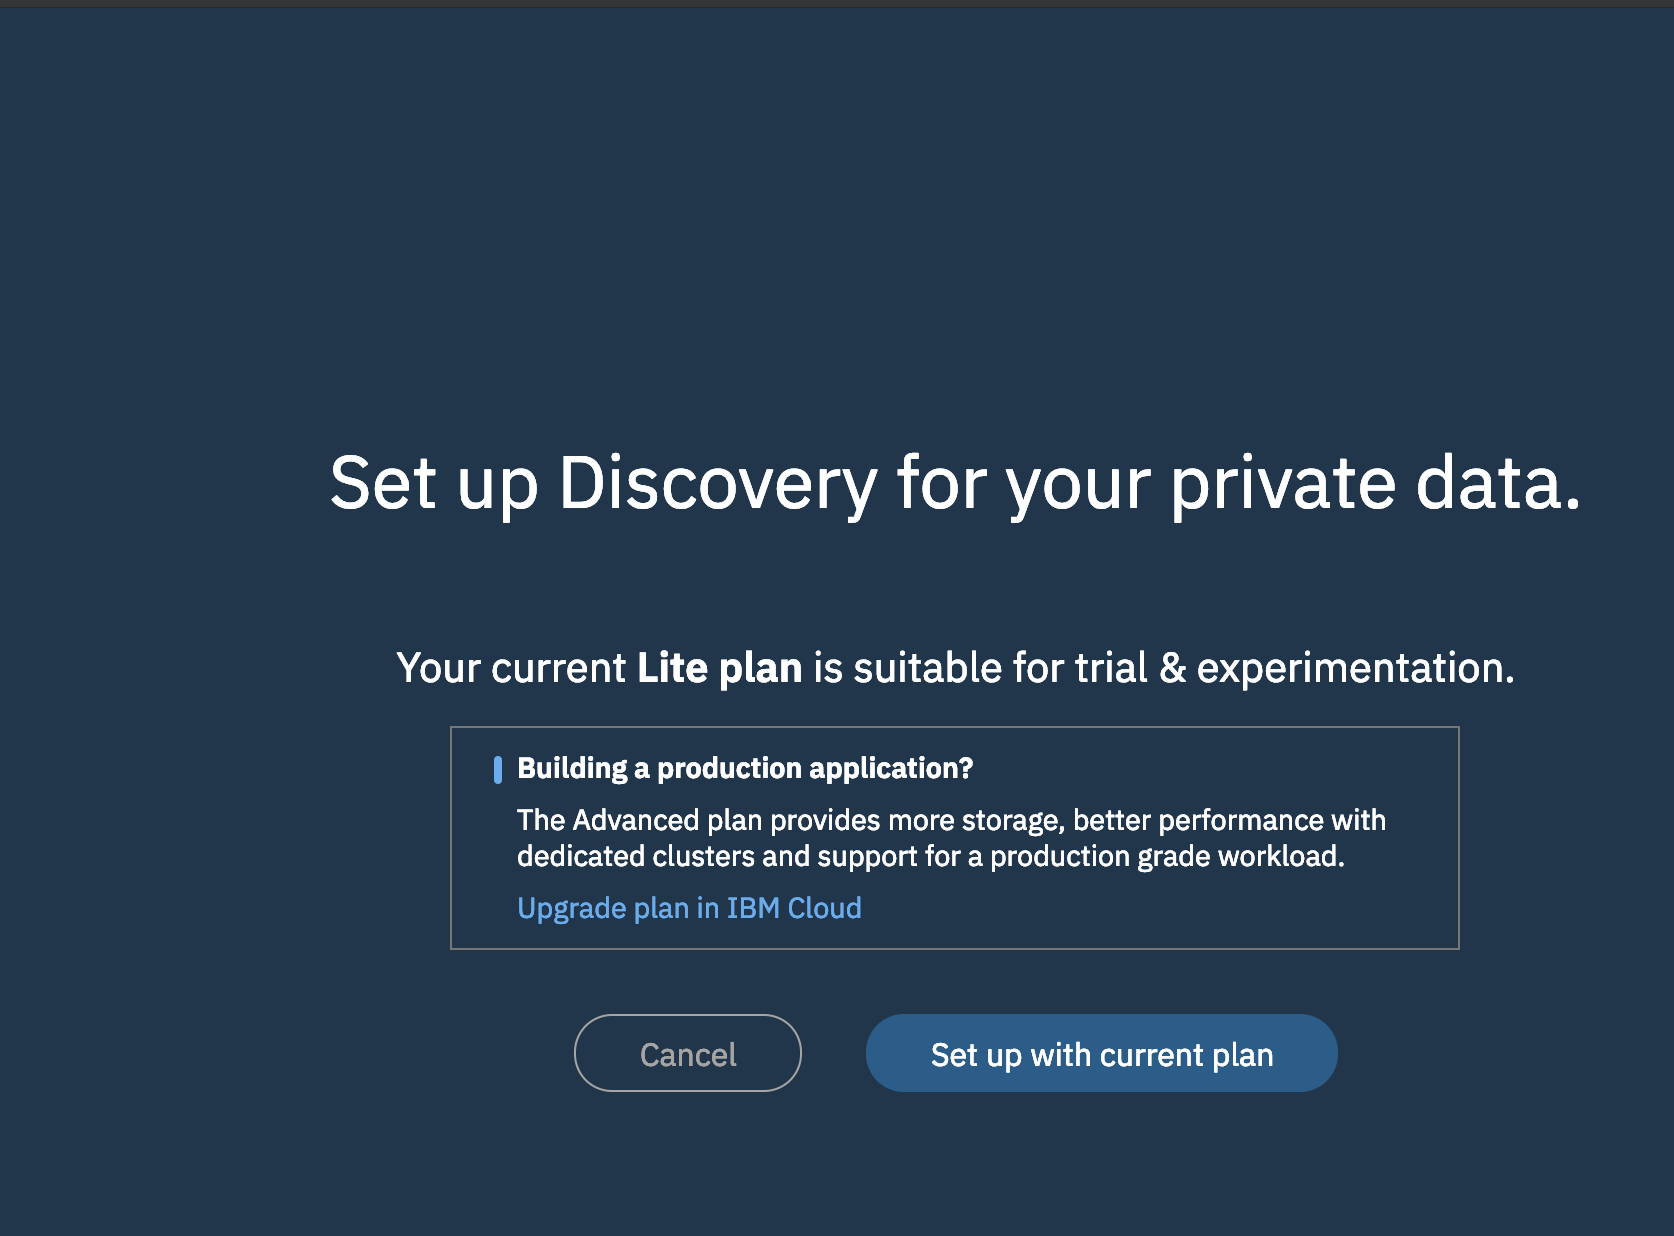 Set up Discovery for your private data.
Your current Lite plan is suitable for trial & experimentation.
Building a production application?
The Advanced plan provides more storage, better performance with
dedicated clusters and support for a production grade workload.
Upgrade plan in IBM Cloud
Cancel
Set up with current plan